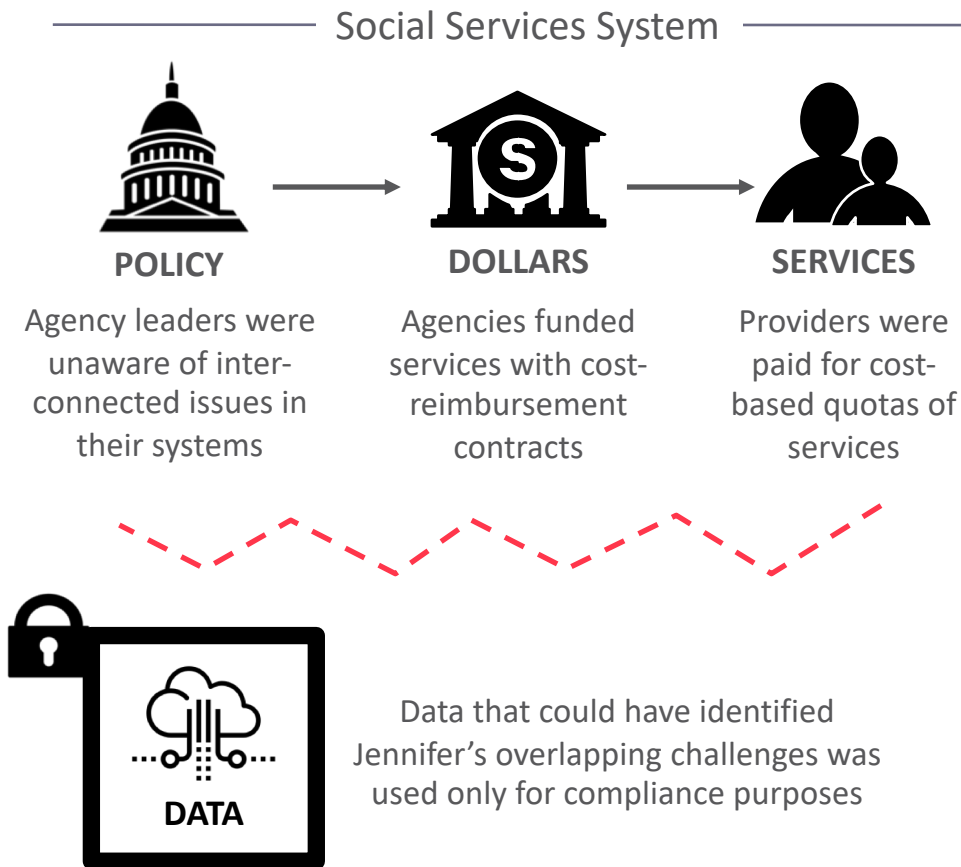 Social Services System
S
POLICY
DOLLARS
SERVICES
Agency leaders were
unaware of inter-
connected issues in
their systems
Agencies funded
services with cost-
reimbursement
contracts
Providers were
paid for cost-
based quotas of
services
DATA
Data that could have identified
Jennifer’s overlapping challenges was
used only for compliance purposes